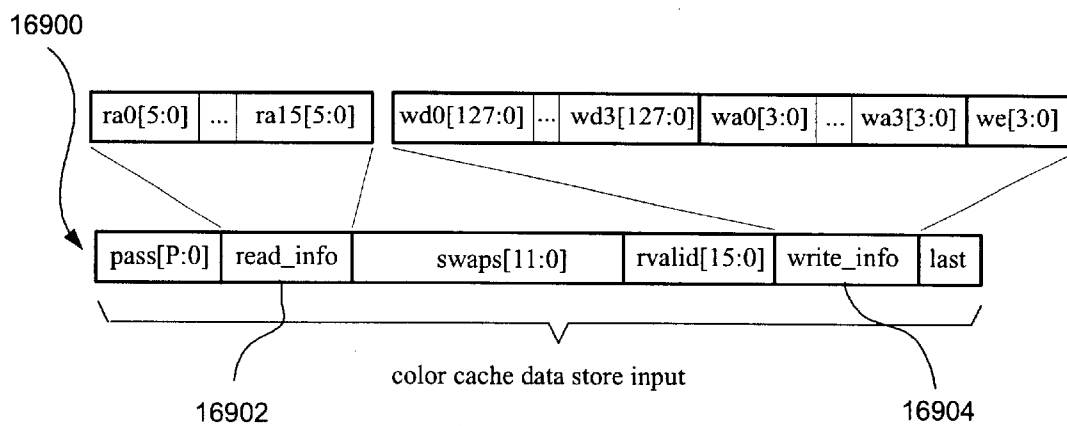 16900
ra0[5:0] ... ra15[5:0] wd0[127:0] ... wd3[127:0] wa0[3:0] ... wa3[3:0] we[3:0]
pass[P:0] read_info swaps[11:0] rvalid[15:0] write_info last
color cache data store input
16902 16904